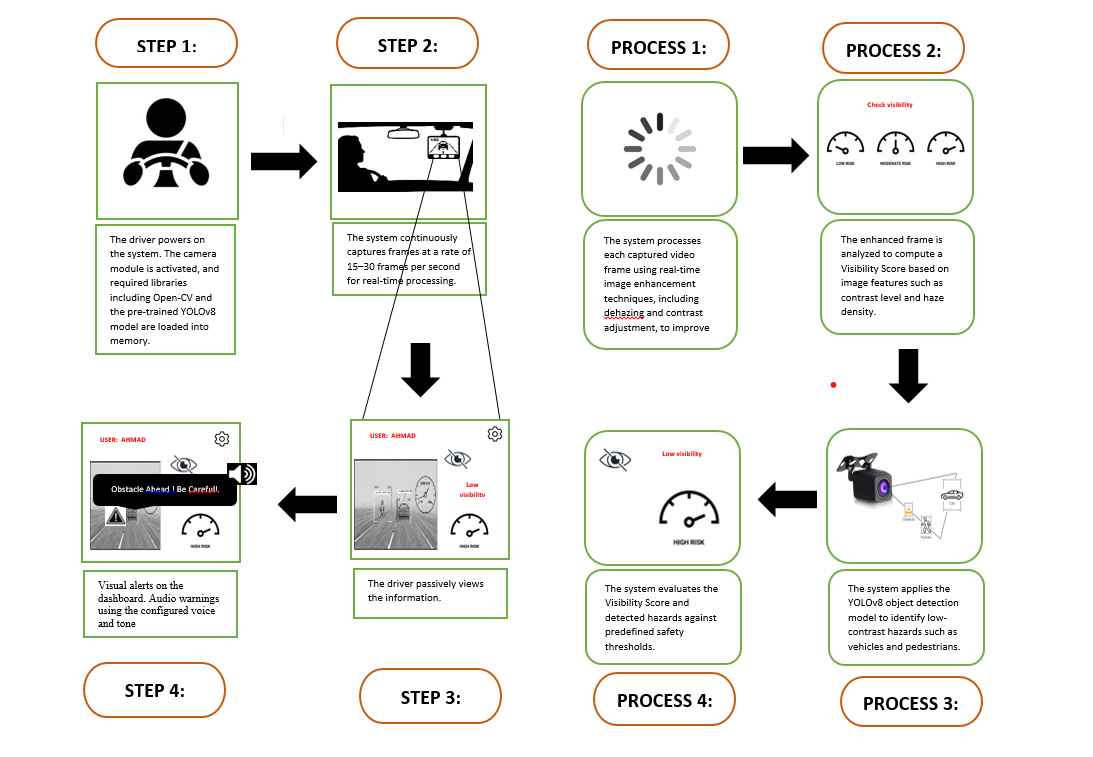 STEP 1:
STEP 2:
PROCESS 1:
PROCESS 2:
Check visibility
LOW RISK
MODERATE RISK
HIGH RISK
The driver powers on
the system. The camera
module is activated, and
required libraries
including Open-CV and
the pre-trained YOLOv8
model are loaded into
memory.
The system continuously
captures frames at a rate of
15–30 frames per second
for real-time processing.
The system processes
each captured video
frame using real-time
image enhancement
techniques, including
dehazing and contrast
adjustment, to improve
The enhanced frame is
analyzed to compute a
Visibility Score based on
image features such as
contrast level and haze
density.
USER: AHMAD
Obstacle Ahead ! Be Carefull.
HIGH RISK
USER: AHMAD
Low
visibility
HIGH RISK
Low visibility
HIGH RISK
Car
Human
Visual alerts on the
dashboard. Audio warnings
using the configured voice
and tone
The driver passively views
the information.
The system evaluates the
Visibility Score and
detected hazards against
predefined safety
thresholds.
The system applies the
YOLOv8 object detection
model to identify low-
contrast hazards such as
vehicles and pedestrians.
STEP 4:
STEP 3:
PROCESS 4:
PROCESS 3: